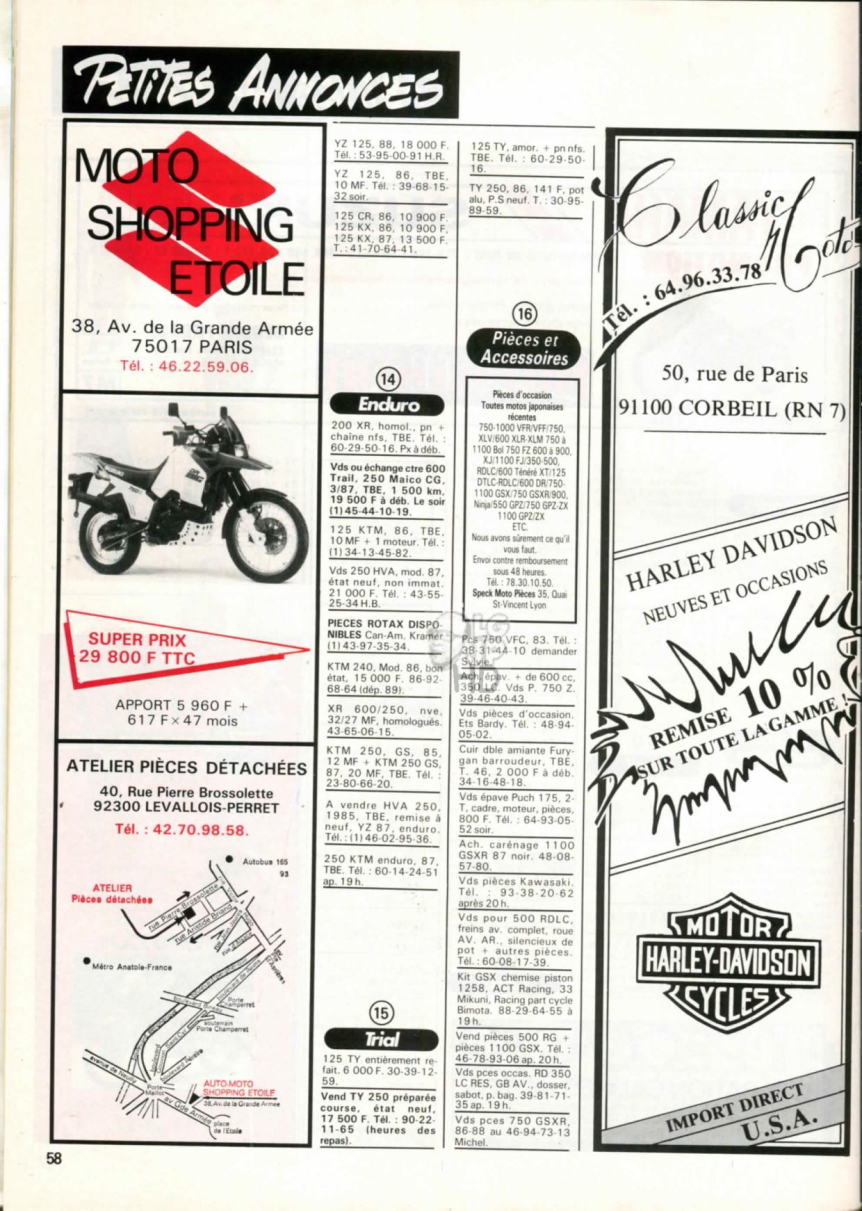 PETITES ANNONCES
MOTO
SHOPPING
ETOILE
38, Av. de la Grande Armée
75017 PARIS
Tél. : 46.22.59.06.
SUPER PRIX
29 800 F TTC
APPORT 5 960 F +
617 F × 47 mois
ATELIER PIÈCES DÉTACHÉES
40, Rue Pierre Brossolette
92300 LEVALLOIS-PERRET
Tél. : 42.70.98.58.
Autobus 165
93
ATELIER
Pièces détachées
rue Pierre Brossolette
rue Aristide Briand
Métro Anatole-France
Porte
Champerret
souterrain
Porte Champerret
avenue de Neuilly
Porte
Maillot
AUTO-MOTO
SHOPPING ETOILE
38, Av. de la Grande Armée
av. Gde Armée
place
de l'Etoile
58
YZ 125, 88, 18 000 F.
Tél. : 53-95-00-91 H.R.
YZ 125, 86, TBE,
10 MF. Tél. : 39-68-15-
32 soir.
125 CR, 86, 10 900 F.
125 KX, 86, 10 900 F,
125 KX, 87, 13 500 F.
T. : 41-70-64-41.
14
Enduro
200 XR, homol., pn +
chaîne nfs, TBE. Tél. :
60-29-50-16. Px à déb.
Vds ou échange ctre 600
Trail, 250 Maico CG,
3/87, TBE, 1 500 km,
19 500 F à déb. Le soir
(1) 45-44-10-19.
125 KTM, 86, TBE,
10 MF + 1 moteur. Tél. :
(1) 34-13-45-82.
Vds 250 HVA, mod. 87,
état neuf, non immat.
21 000 F. Tél. : 43-55-
25-34 H.B.
PIECES ROTAX DISPO-
NIBLES Can-Am. Kramer
(1) 43-97-35-34.
KTM 240, Mod. 86, bon
état, 15 000 F. 86-92-
68-64 (dép. 89).
XR 600/250, nve,
32/27 MF, homologués.
43-65-06-15.
KTM 250, GS, 85,
12 MF + KTM 250 GS,
87, 20 MF, TBE. Tél. :
23-80-66-20.
A vendre HVA 250,
1985, TBE, remise à
neuf, YZ 87, enduro.
Tél. : (1) 46-02-95-36.
250 KTM enduro, 87,
TBE. Tél. : 60-14-24-51
ap. 19 h.
15
Trial
125 TY entièrement re-
fait. 6 000 F. 30-39-12-
59.
Vend TY 250 préparée
course, état neuf,
17 500 F. Tél. : 90-22-
11-65 (heures des
repas).
125 TY, amor. + pn nfs.
TBE. Tél. : 60-29-50-
16.
TY 250, 86, 141 F, pot
alu, P.S neuf. T. : 30-95-
89-59.
16
Pièces et
Accessoires
Pièces d'occasion
Toutes motos japonaises
récentes
750-1000 VFR/VFF/750,
XLV/600 XLR-XLM 750 à
1100 Bol 750 FZ 600 à 900,
XJ/1100 FJ/350-500,
RDLC/600 Ténéré XT/125
DTLC-RDLC/600 DR/750-
1100 GSX/750 GSXR/900,
Ninja/550 GPZ/750 GPZ-ZX
1100 GPZ/ZX
ETC.
Nous avons sûrement ce qu'il
vous faut.
Envoi contre remboursement
sous 48 heures.
Tél. : 78.30.10.50.
Speck Moto Pièces 35, Quai
St-Vincent Lyon
Pcs 750 VFC, 83. Tél. :
38-31-44-10 demander
Sylvie.
Ach. épav. + de 600 cc,
Vds P. 750 Z.
39-46-40-43.
Vds pièces d'occasion.
Ets Bardy. Tél. : 48-94-
05-02.
Cuir dble amiante Fury-
gan barroudeur, TBE,
T. 46, 2 000 F à déb.
34-16-48-18.
Vds épave Puch 175, 2-
T, cadre, moteur, pièces,
800 F. Tél. : 64-93-05-
52 soir.
Ach. carénage 1100
GSXR 87 noir. 48-08-
57-80.
Vds pièces Kawasaki.
Tél. : 93-38-20-62
après 20 h.
Vds pour 500 RDLC,
freins av. complet, roue
AV. AR., silencieux de
pot + autres pièces.
Tél. : 60-08-17-39.
Kit GSX chemise piston
1258, ACT Racing, 33
Mikuni, Racing part cycle
Bimota. 88-29-64-55 à
19 h.
Vend pièces 500 RG +
pièces 1100 GSX. Tél. :
46-78-93-06 ap. 20 h.
Vds pces occas. RD 350
LC RES, GB AV., dosser,
sabot, p. bag. 39-81-71-
35 ap. 19 h.
Vds pces 750 GSXR,
86-88 au 46-94-73-13
Michel.
Classic Moto
Tél. : 64.96.33.78
50, rue de Paris
91100 CORBEIL (RN 7)
HARLEY DAVIDSON
NEUVES ET OCCASIONS
REMISE 10 %
SUR TOUTE LA GAMME !
MOTOR
HARLEY-DAVIDSON
CYCLES
IMPORT DIRECT
U.S.A.